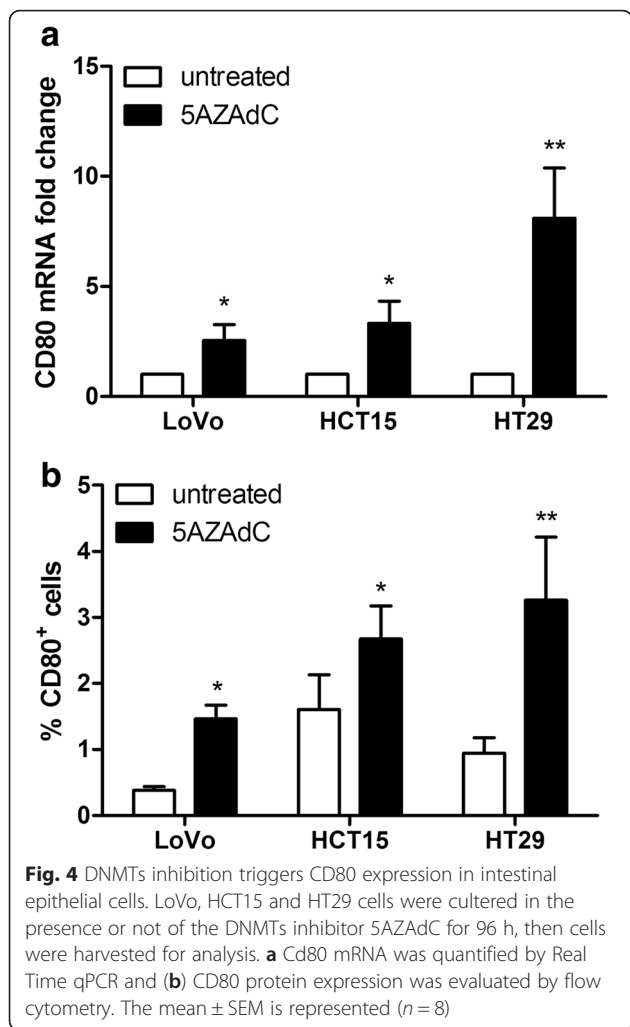 a
15
10
5
0
CD80 mRNA fold change
untreated
5AZAdC
*
*
**
LoVo HCT15 HT29
b
5
4
3
2
1
0
% CD80+ cells
untreated
5AZAdC
*
*
**
LoVo HCT15 HT29
Fig. 4 DNMTs inhibition triggers CD80 expression in intestinal
epithelial cells. LoVo, HCT15 and HT29 cells were cultured in the
presence or not of the DNMTs inhibitor 5AZAdC for 96 h, then cells
were harvested for analysis. a Cd80 mRNA was quantified by Real
Time qPCR and (b) CD80 protein expression was evaluated by flow
cytometry. The mean ± SEM is represented (n = 8)